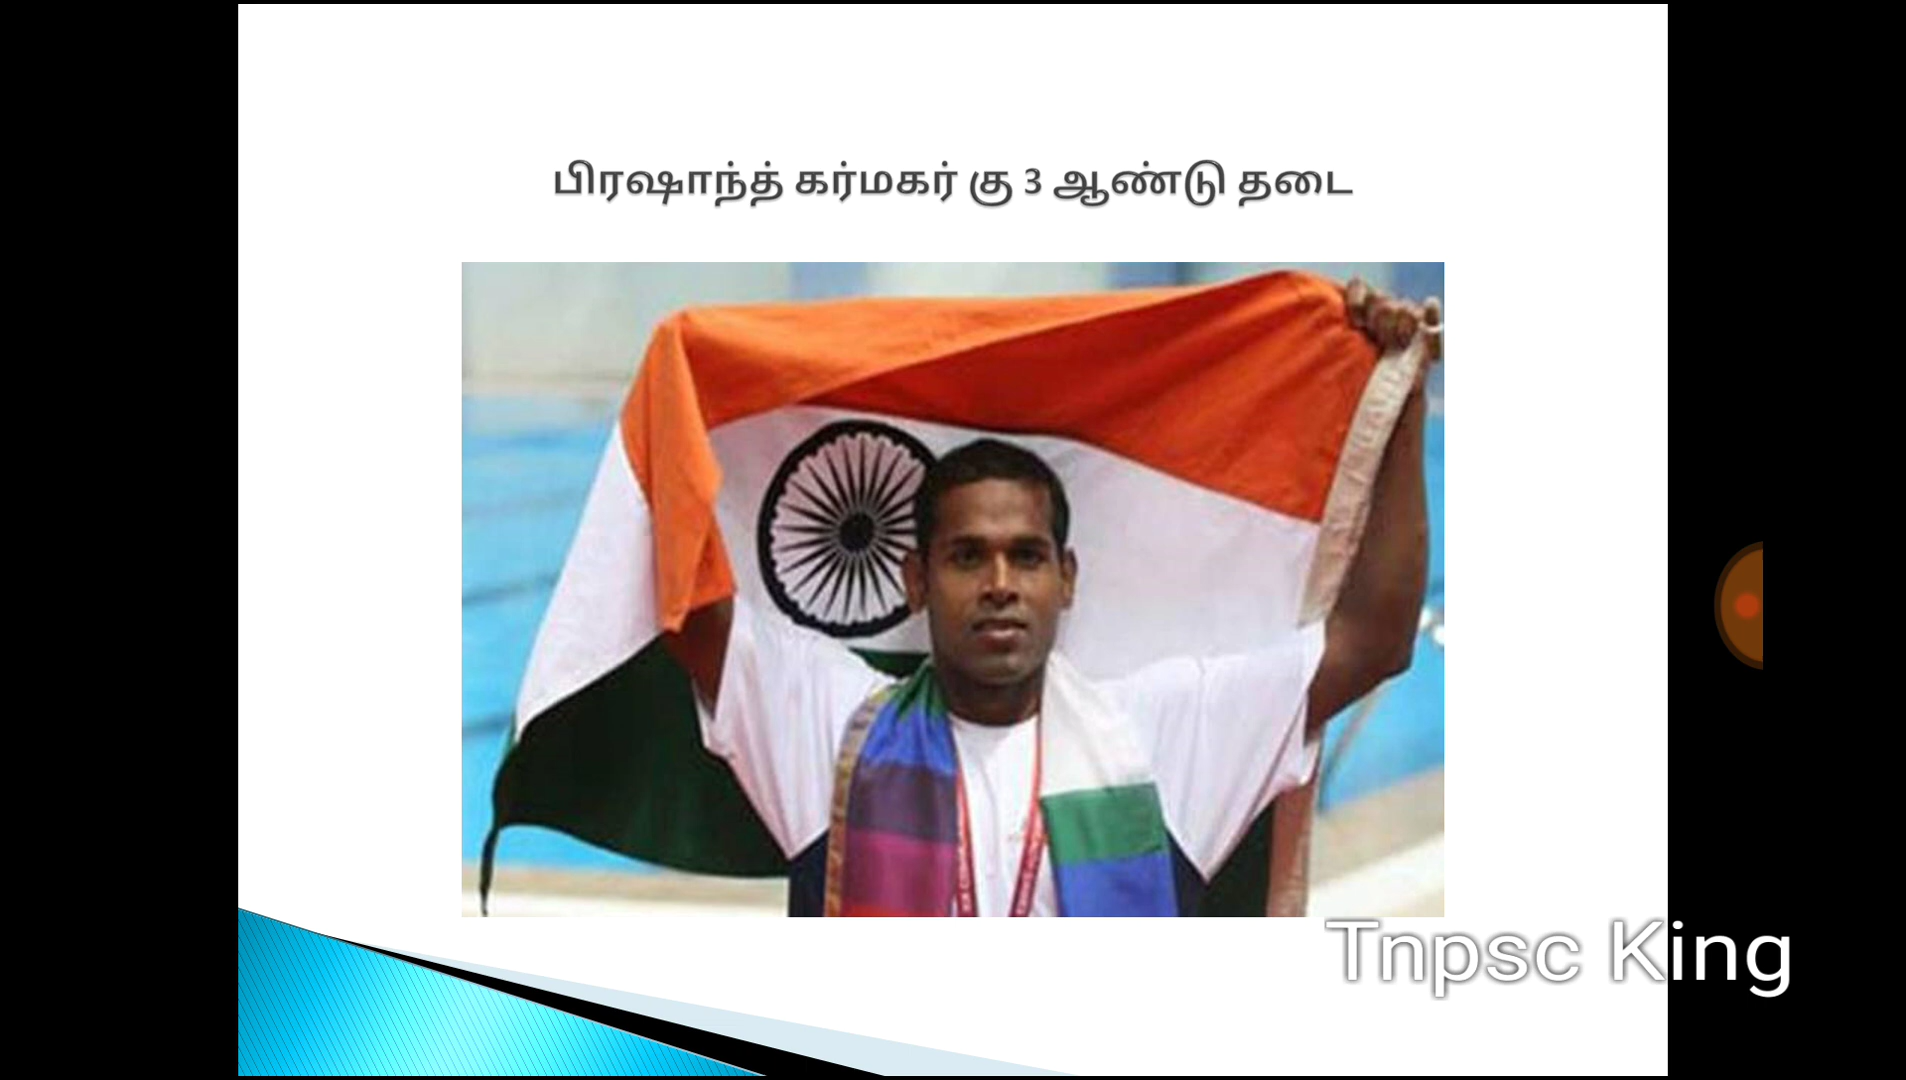 பிரஷாந்த் கர்மகர் கு 3 ஆண்டு தடை
Tnpsc King